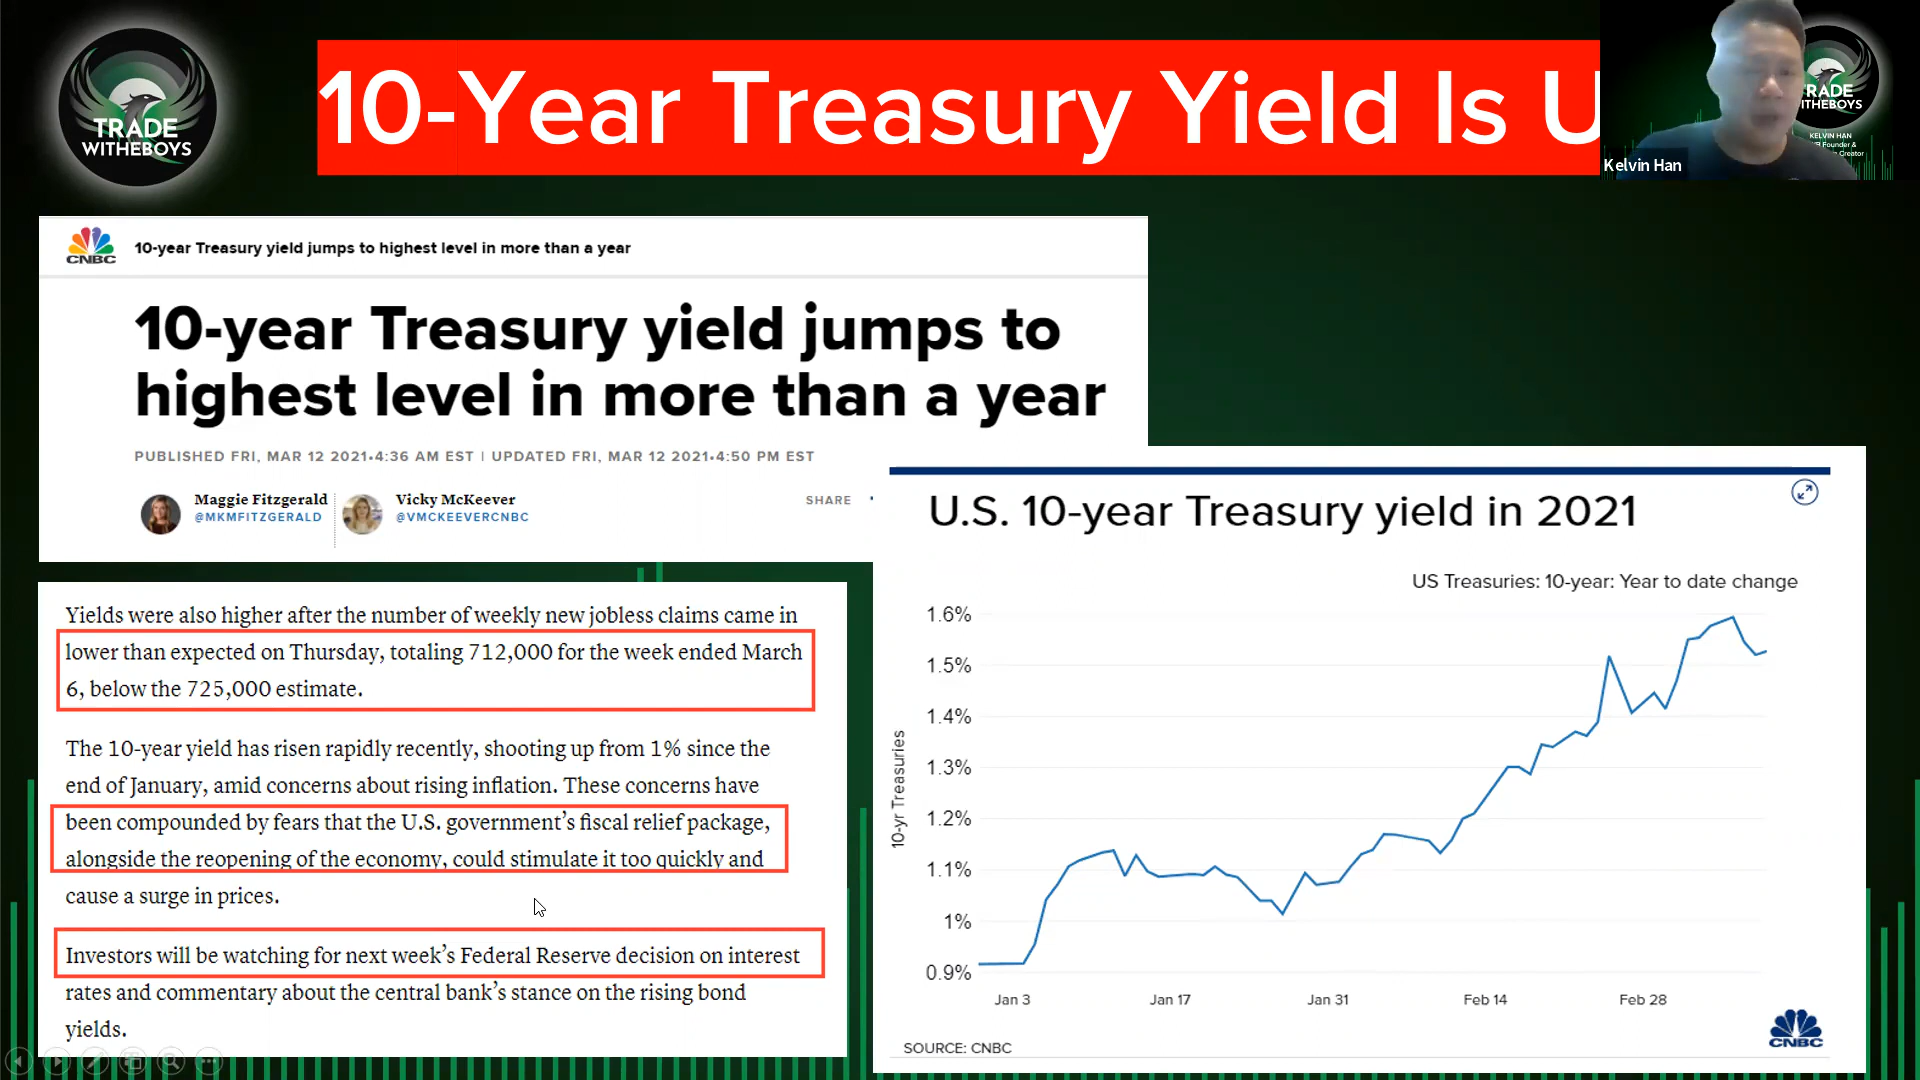 TRADE
WITHEBOYS
10-Year Treasury Yield Is U
RADE
ITHEBOYS
KELVIN HAN
Founder &
Creator
Kelvin Han
CNBC
10-year Treasury yield jumps to highest level in more than a year
10-year Treasury yield jumps to
highest level in more than a year
PUBLISHED FRI, MAR 12 2021•4:36 AM EST | UPDATED FRI, MAR 12 2021•4:50 PM EST
Maggie Fitzgerald
@MKMFITZGERALD
Vicky McKeever
@VMCKEEVERCNBC
SHARE
Yields were also higher after the number of weekly new jobless claims came in
lower than expected on Thursday, totaling 712,000 for the week ended March
6, below the 725,000 estimate.
The 10-year yield has risen rapidly recently, shooting up from 1% since the
end of January, amid concerns about rising inflation. These concerns have
been compounded by fears that the U.S. government’s fiscal relief package,
alongside the reopening of the economy, could stimulate it too quickly and
cause a surge in prices.
Investors will be watching for next week’s Federal Reserve decision on interest
rates and commentary about the central bank’s stance on the rising bond
yields.
U.S. 10-year Treasury yield in 2021
US Treasuries: 10-year: Year to date change
10-yr Treasuries
1.6%
1.5%
1.4%
1.3%
1.2%
1.1%
1%
0.9%
Jan 3
Jan 17
Jan 31
Feb 14
Feb 28
SOURCE: CNBC
CNBC